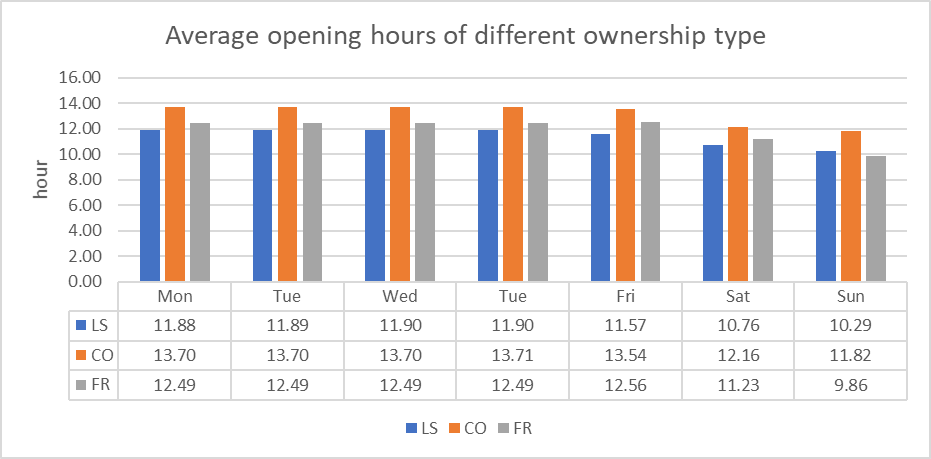 Average opening hours of different ownership type
16.00
14.00
12.00
10.00
8.00
6.00
4.00
2.00
0.00
hour
Mon Tue Wed Tue Fri Sat Sun
LS 11.88 11.89 11.90 11.90 11.57 10.76 10.29
CO 13.70 13.70 13.70 13.71 13.54 12.16 11.82
FR 12.49 12.49 12.49 12.49 12.56 11.23 9.86
LS CO FR